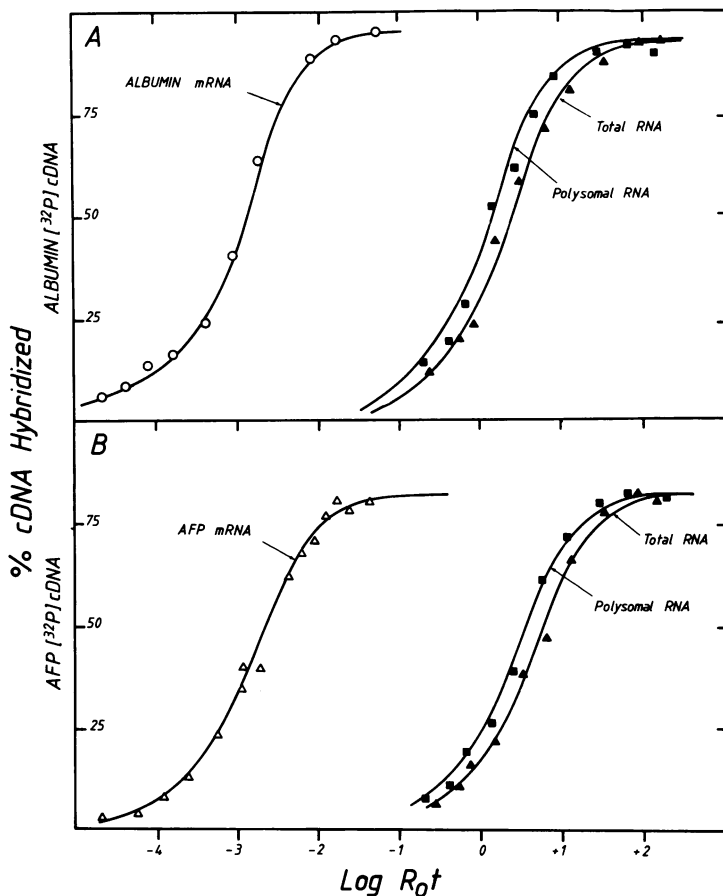 A
ALBUMIN mRNA
Total RNA
Polysomal RNA
75
50
25
ALBUMIN [³²P] cDNA
% cDNA Hybridized
B
AFP mRNA
Total RNA
Polysomal RNA
75
50
25
AFP [³²P] cDNA
-4 -3 -2 -1 0 +1 +2
Log R₀t